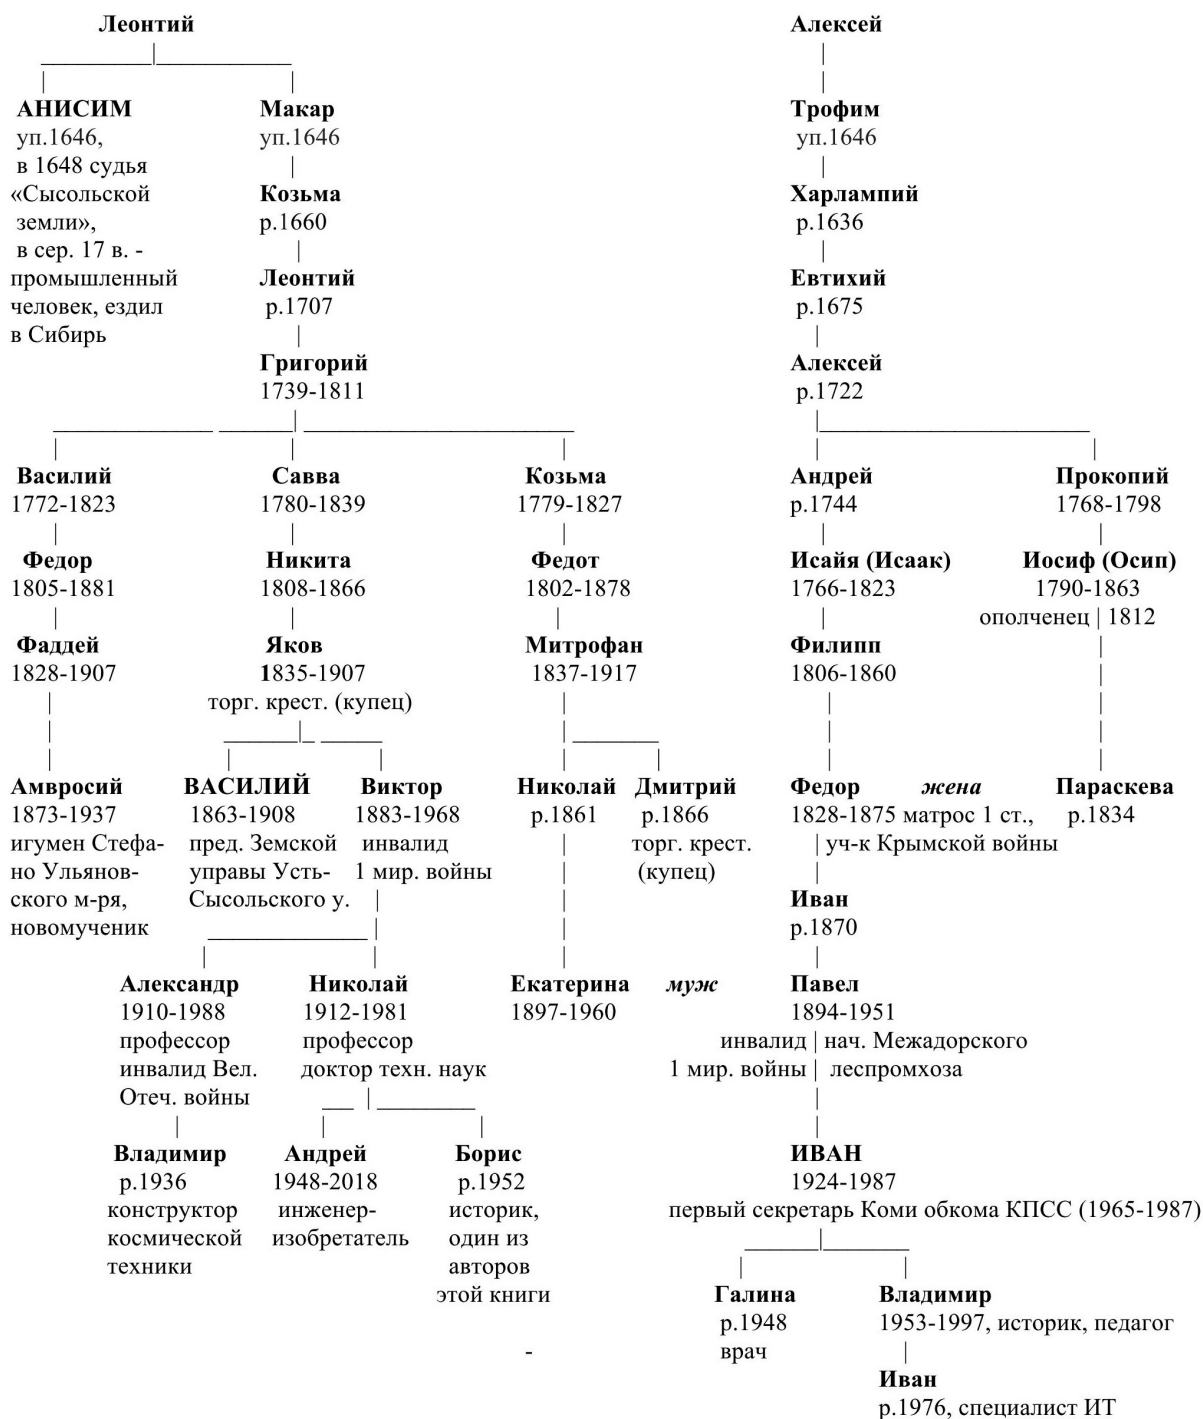 Леонтий Алексей
АНИСИМ Макар Трофим
уп.1646, уп.1646 уп.1646
в 1648 судья
«Сысольской Козьма Харлампий
земли», р.1660 р.1636
в сер. 17 в. -
промышленный Леонтий Евтихий
человек, ездил р.1707 р.1675
в Сибирь
Григорий Алексей
1739-1811 р.1722
Василий Савва Козьма Андрей Прокопий
1772-1823 1780-1839 1779-1827 р.1744 1768-1798
Федор Никита Федот Исайя (Исаак) Иосиф (Осип)
1805-1881 1808-1866 1802-1878 1766-1823 1790-1863
ополченец 1812
Фаддей Яков Митрофан Филипп
1828-1907 1835-1907 1837-1917 1806-1860
торг. крест. (купец)
Амвросий ВАСИЛИЙ Виктор Николай Дмитрий Федор жена Параскева
1873-1937 1863-1908 1883-1968 р.1861 р.1866 1828-1875 матрос 1 ст., р.1834
игумен Стефа- пред. Земской инвалид торг. крест. уч-к Крымской войны
но Ульянов- управы Усть- 1 мир. войны (купец)
ского м-ря, Сысольского у. Иван
новомученик р.1870
Александр Николай Екатерина муж Павел
1910-1988 1912-1981 1897-1960 1894-1951
профессор профессор инвалид нач. Межадорского
инвалид Вел. доктор техн. наук 1 мир. войны леспромхоза
Отеч. войны
Владимир Андрей Борис ИВАН
р.1936 1948-2018 р.1952 1924-1987
конструктор инженер- историк, первый секретарь Коми обкома КПСС (1965-1987)
космической изобретатель один из
техники авторов
этой книги Галина Владимир
р.1948 1953-1997, историк, педагог
- врач
Иван
р.1976, специалист ИТ